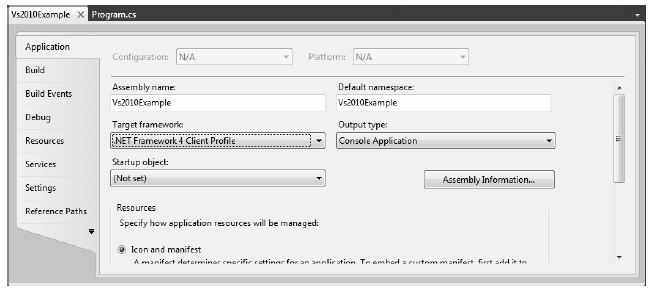 Vs2010Example X Program.cs
Application
Build
Build Events
Debug
Resources
Services
Settings
Reference Paths
Configuration: N/A Platform: N/A
Assembly name: Default namespace:
Vs2010Example Vs2010Example
Target framework: Output type:
.NET Framework 4 Client Profile Console Application
Startup object:
(Not set) Assembly Information...
Resources
Specify how application resources will be managed:
Icon and manifest
A manifest determines specific settings for an application. To embed a custom manifest, first add it to